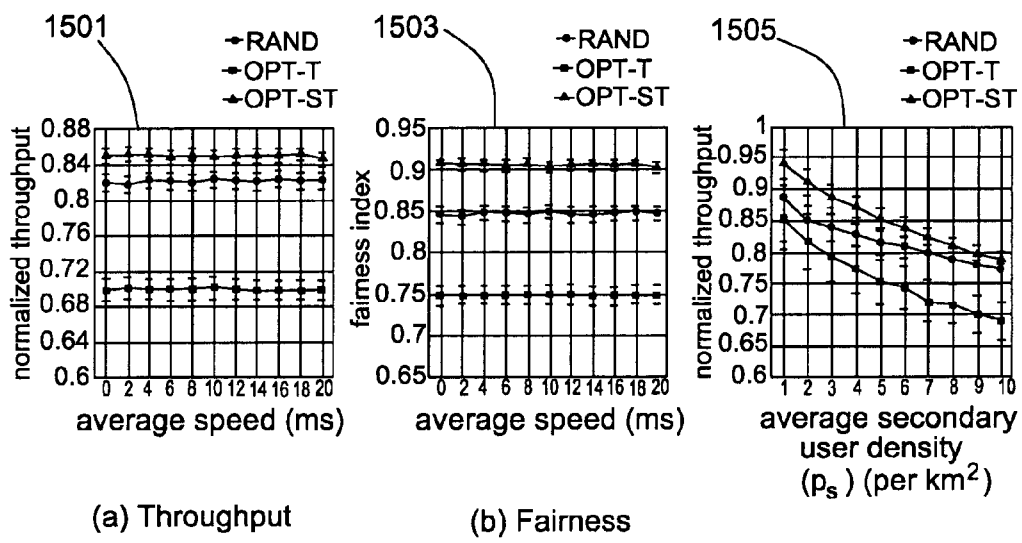 1501
RAND
OPT-T
OPT-ST
normalized throughput
0.88
0.84
0.8
0.76
0.72
0.68
0.64
0.6
0 2 4 6 8 10 12 14 16 18 20
average speed (ms)
(a) Throughput
1503
RAND
OPT-T
OPT-ST
fairness index
0.95
0.9
0.85
0.8
0.75
0.7
0.65
0 2 4 6 8 10 12 14 16 18 20
average speed (ms)
(b) Fairness
1505
RAND
OPT-T
OPT-ST
normalized throughput
1
0.95
0.9
0.85
0.8
0.75
0.7
0.65
0.6
1 2 3 4 5 6 7 8 9 10
average secondary
user density
(pₛ) (per km²)